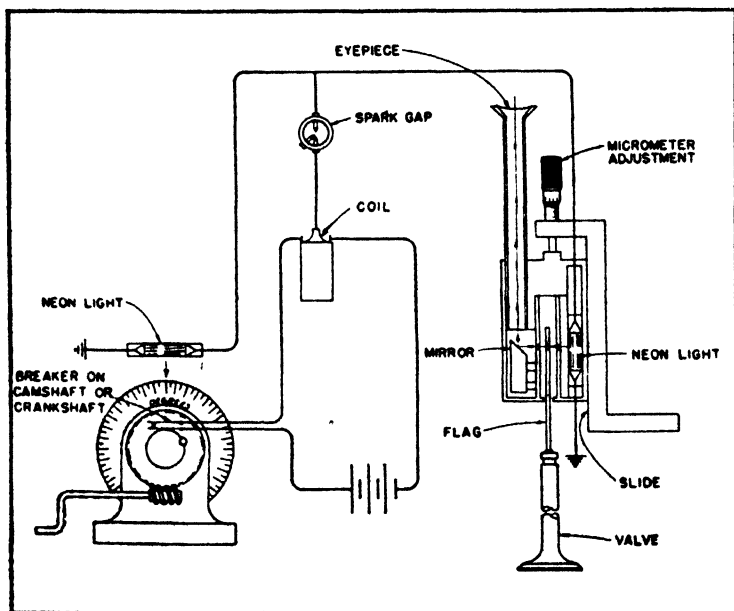 EYEPIECE
SPARK GAP
MICROMETER
ADJUSTMENT
COIL
NEON LIGHT
MIRROR
NEON LIGHT
BREAKER ON
CAMSHAFT OR
CRANKSHAFT
DEGREES
FLAG
SLIDE
VALVE